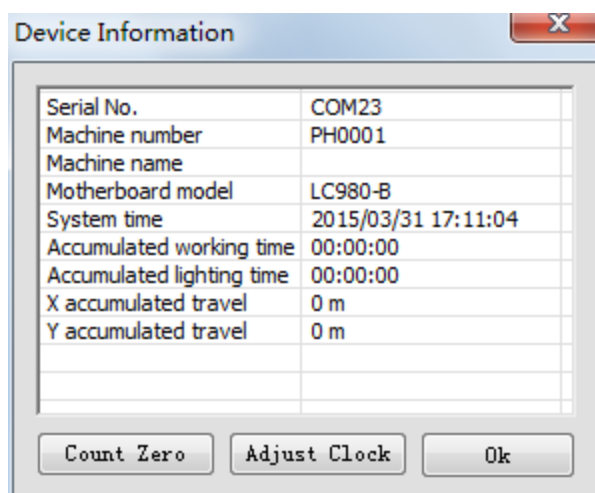 Device Information
Serial No. COM23
Machine number PH0001
Machine name
Motherboard model LC980-B
System time 2015/03/31 17:11:04
Accumulated working time 00:00:00
Accumulated lighting time 00:00:00
X accumulated travel 0 m
Y accumulated travel 0 m
Count Zero Adjust Clock Ok